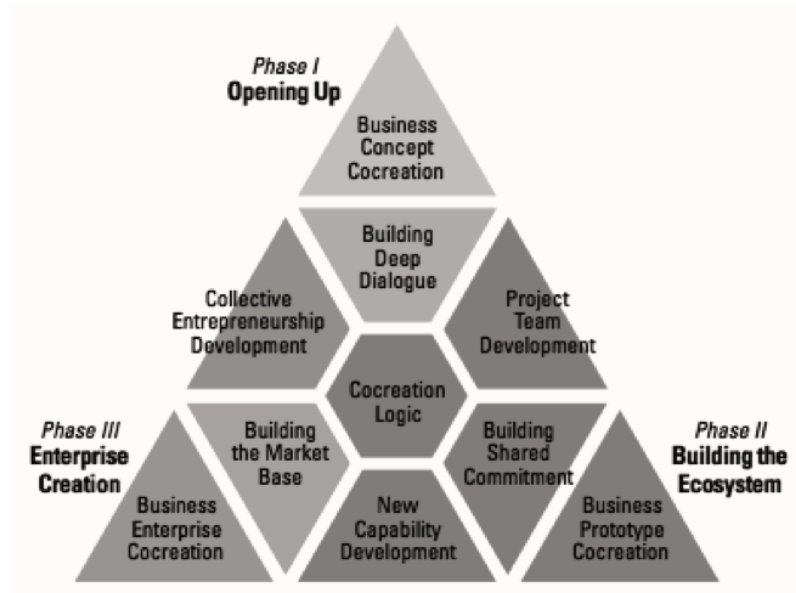 Phase I
Opening Up
Business
Concept
Cocreation
Building
Deep
Dialogue
Collective
Entrepreneurship
Development
Project
Team
Development
Cocreation
Logic
Phase III
Enterprise
Creation
Building
the Market
Base
Building
Shared
Commitment
Phase II
Building the
Ecosystem
Business
Enterprise
Cocreation
New
Capability
Development
Business
Prototype
Cocreation